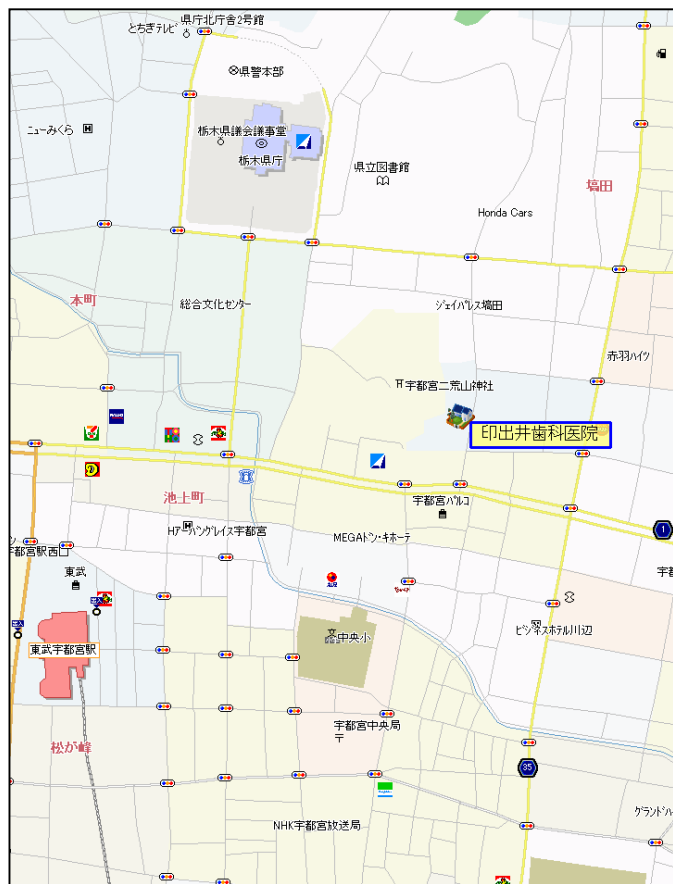 県庁北庁舎2号館
とちぎテレビ
県警本部
ニューみくら
H
栃木県議会議事堂
栃木県庁
県立図書館
塙田
Honda Cars
本町
総合文化センター
ジェイパレス塙田
赤羽ハイツ
宇都宮二荒山神社
印出井歯科医院
池上町
宇都宮パルコ
H
アーバングレイス宇都宮
MEGAドン・キホーテ
1
宇都宮駅西口
東武
東武宇都宮駅
文
中央小
ビジネスホテル川辺
松が峰
宇都宮中央局
〒
35
NHK宇都宮放送局
グランドハ